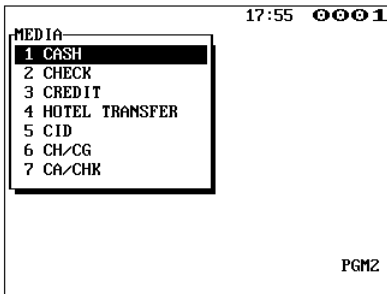 17:55 0001
MEDIA
1 CASH
2 CHECK
3 CREDIT
4 HOTEL TRANSFER
5 CID
6 CH/CG
7 CA/CHK
PGM2